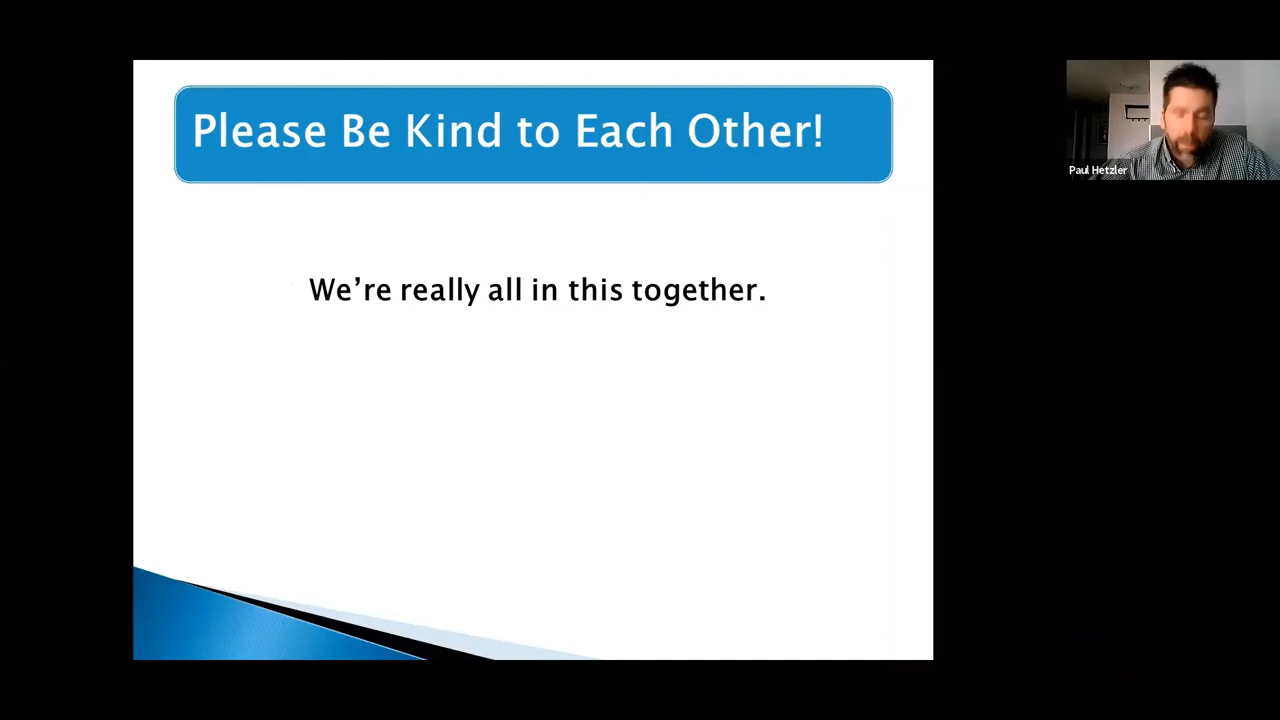 Please Be Kind to Each Other!
We’re really all in this together.
Paul Hetzler